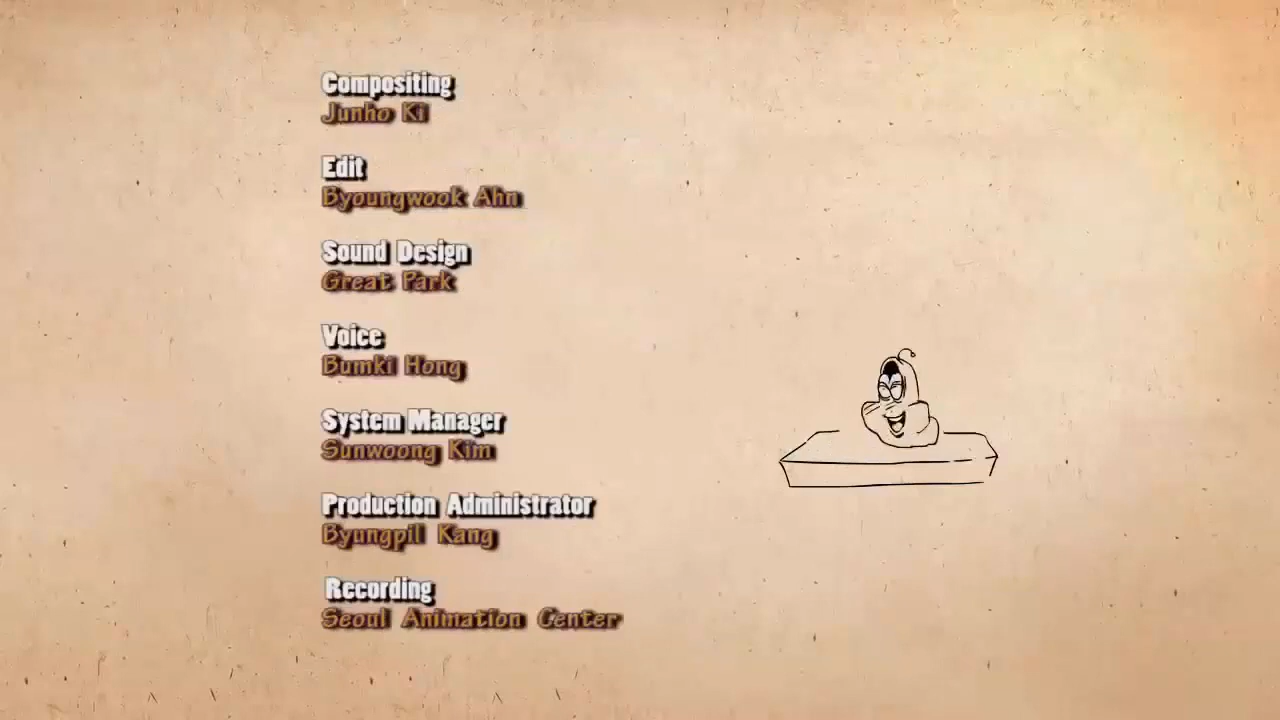 Compositing
Junho Ki
Edit
Byoungwook Ahn
Sound Design
Great Park
Voice
Bumki Hong
System Manager
Sunwoong Kim
Production Administrator
Byungpil Kang
Recording
Seoul Animation Center